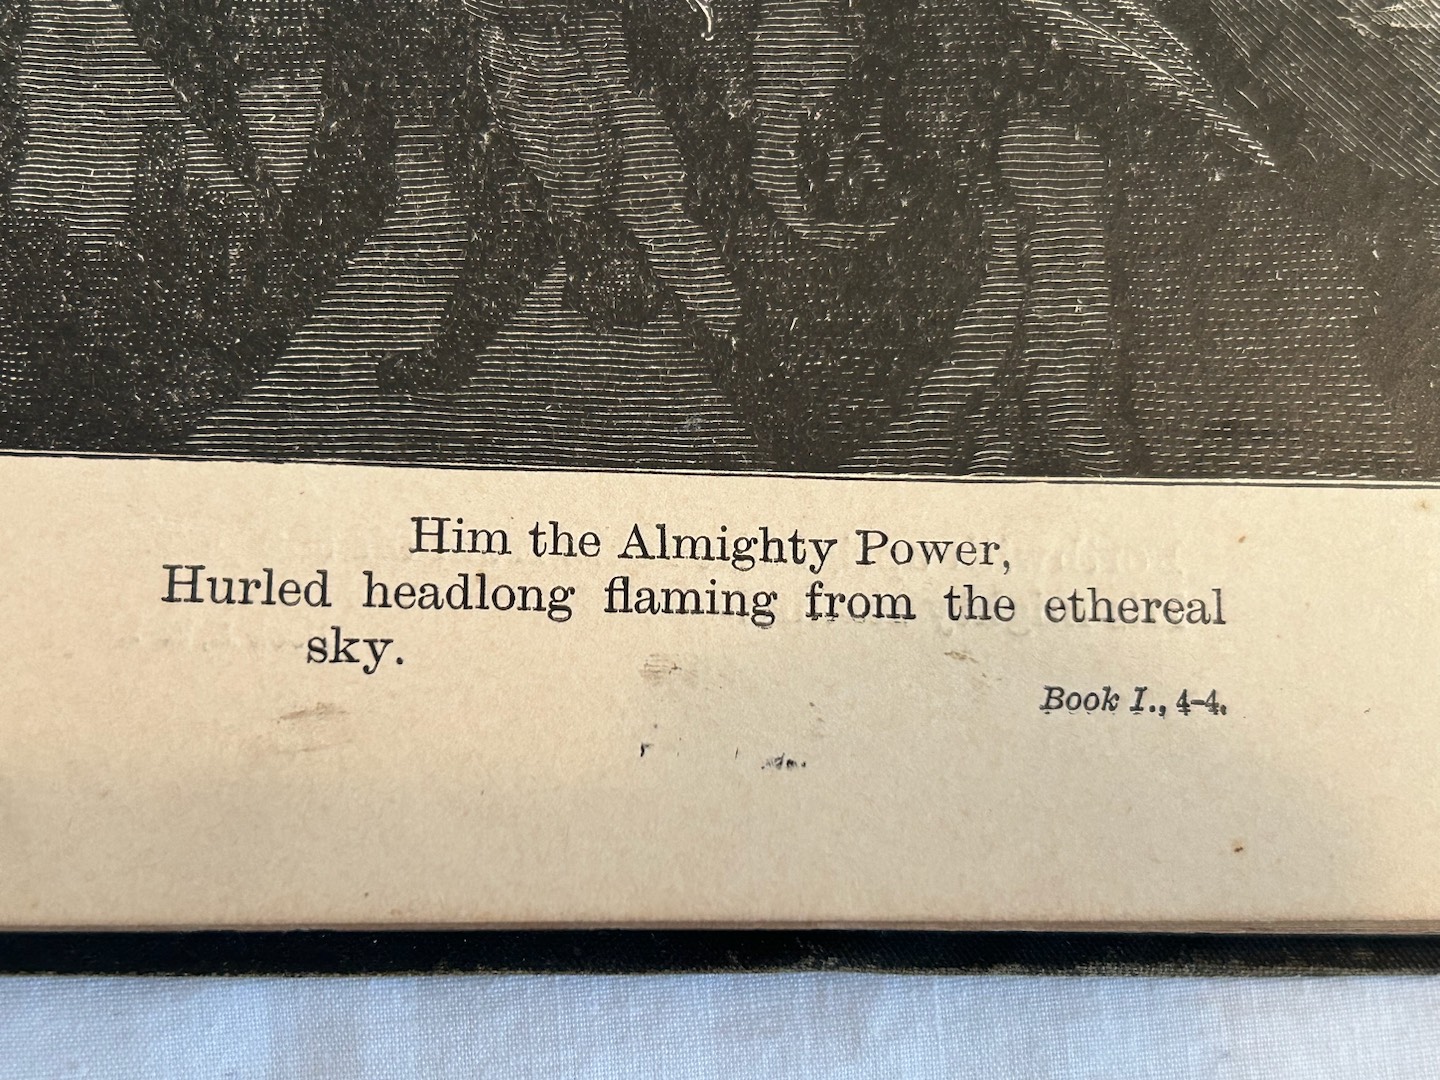 Him the Almighty Power,
Hurled headlong flaming from the ethereal
sky.
Book I., 4-4.